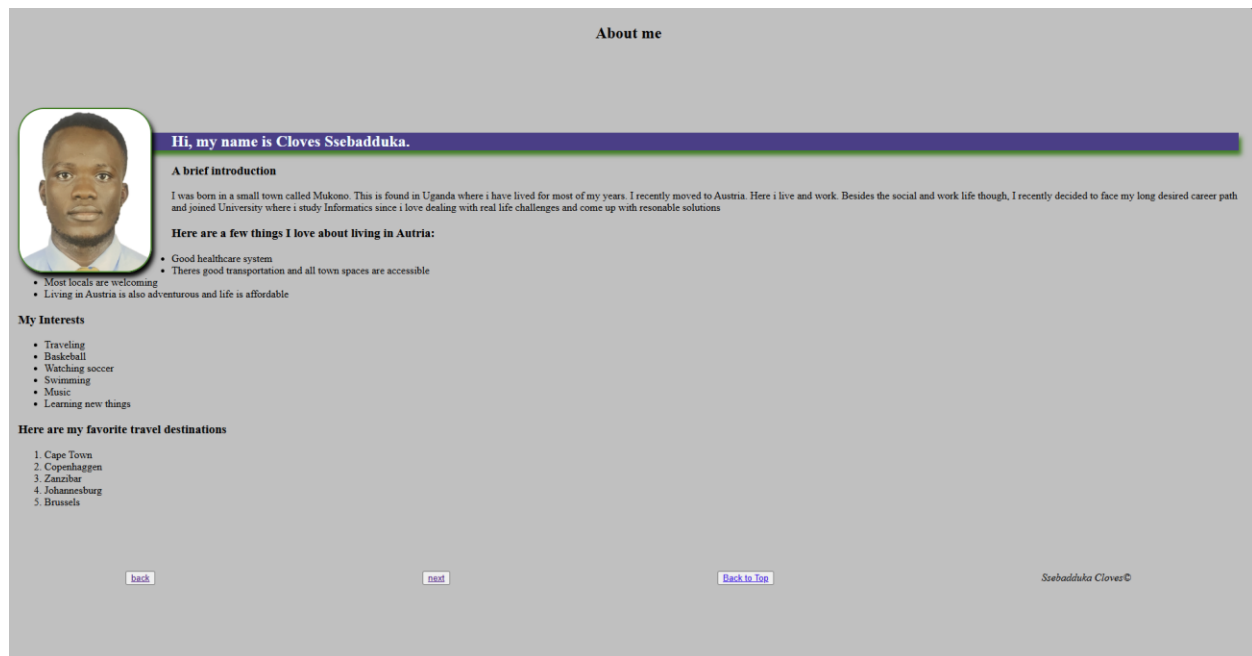 About me
Hi, my name is Cloves Ssebadduka.
A brief introduction
I was born in a small town called Mukono. This is found in Uganda where i have lived for most of my years. I recently moved to Austria. Here i live and work. Besides the social and work life though, I recently decided to face my long desired career path
and joined University where i study Informatics since i love dealing with real life challenges and come up with resonable solutions
Here are a few things I love about living in Autria:
• Good healthcare system
• Theres good transportation and all town spaces are accessible
• Most locals are welcoming
• Living in Austria is also adventurous and life is affordable
My Interests
• Traveling
• Baskeball
• Watching soccer
• Swimming
• Music
• Learning new things
Here are my favorite travel destinations
1. Cape Town
2. Copenhaggen
3. Zanzibar
4. Johannesburg
5. Brussels
back next Back to Top Ssebadduka Cloves©